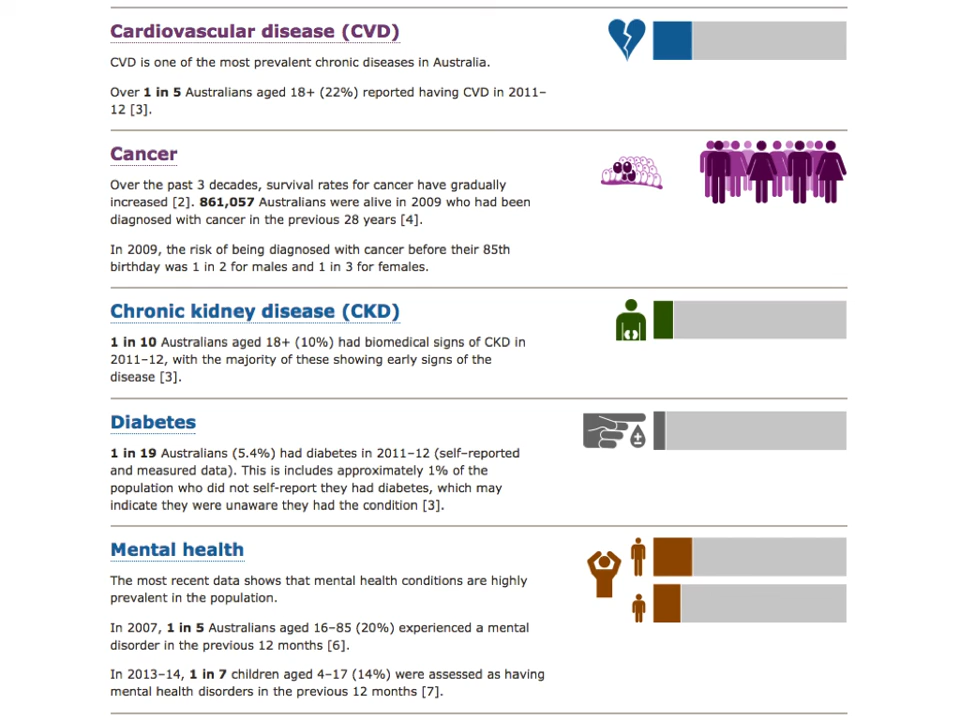 Cardiovascular disease (CVD)
CVD is one of the most prevalent chronic diseases in Australia.
Over 1 in 5 Australians aged 18+ (22%) reported having CVD in 2011–
12 [3].
Cancer
Over the past 3 decades, survival rates for cancer have gradually
increased [2]. 861,057 Australians were alive in 2009 who had been
diagnosed with cancer in the previous 28 years [4].
In 2009, the risk of being diagnosed with cancer before their 85th
birthday was 1 in 2 for males and 1 in 3 for females.
Chronic kidney disease (CKD)
1 in 10 Australians aged 18+ (10%) had biomedical signs of CKD in
2011–12, with the majority of these showing early signs of the
disease [3].
Diabetes
1 in 19 Australians (5.4%) had diabetes in 2011–12 (self–reported
and measured data). This is includes approximately 1% of the
population who did not self-report they had diabetes, which may
indicate they were unaware they had the condition [3].
Mental health
The most recent data shows that mental health conditions are highly
prevalent in the population.
In 2007, 1 in 5 Australians aged 16–85 (20%) experienced a mental
disorder in the previous 12 months [6].
In 2013–14, 1 in 7 children aged 4–17 (14%) were assessed as having
mental health disorders in the previous 12 months [7].